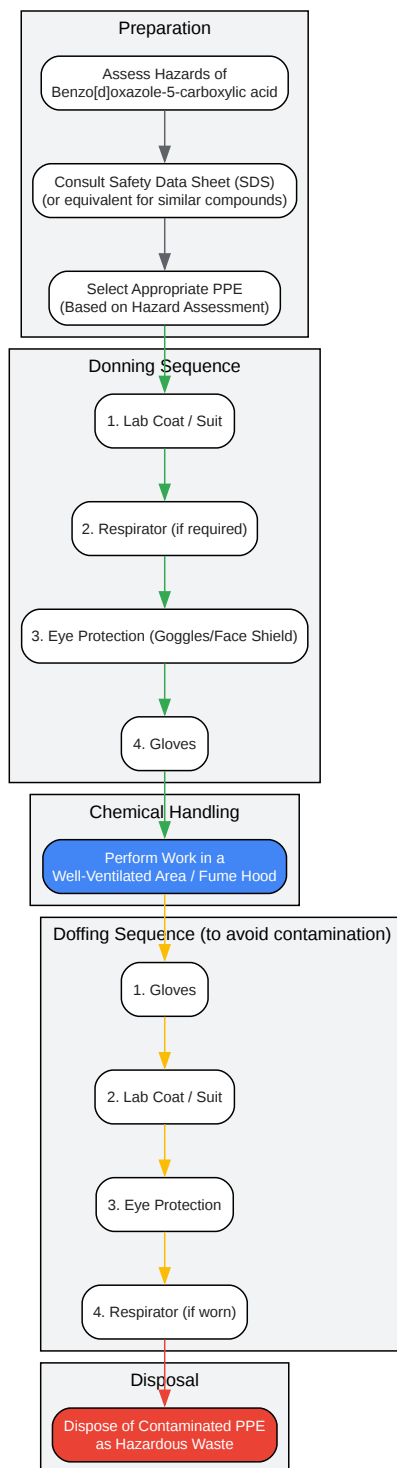 Preparation
Assess Hazards of
Benzo[d]oxazole-5-carboxylic acid
Consult Safety Data Sheet (SDS)
(or equivalent for similar compounds)
Select Appropriate PPE
(Based on Hazard Assessment)
Donning Sequence
1. Lab Coat / Suit
2. Respirator (if required)
3. Eye Protection (Goggles/Face Shield)
4. Gloves
Chemical Handling
Perform Work in a
Well-Ventilated Area / Fume Hood
Doffing Sequence (to avoid contamination)
1. Gloves
2. Lab Coat / Suit
3. Eye Protection
4. Respirator (if worn)
Disposal
Dispose of Contaminated PPE
as Hazardous Waste